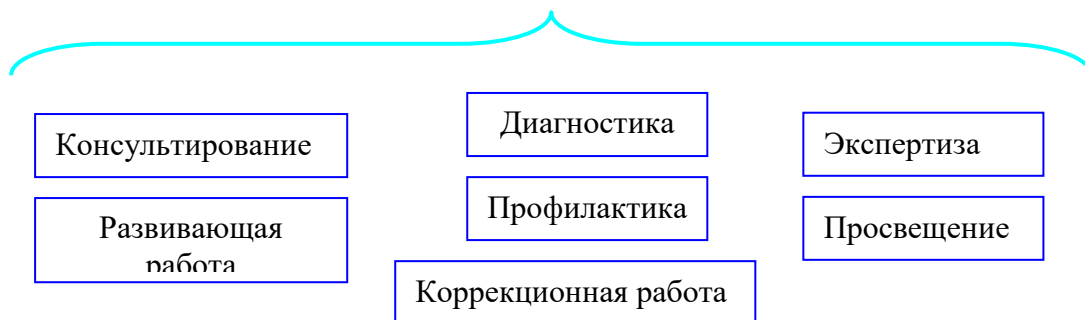 Консультирование
Развивающая
работа
Диагностика
Профилактика
Коррекционная работа
Экспертиза
Просвещение